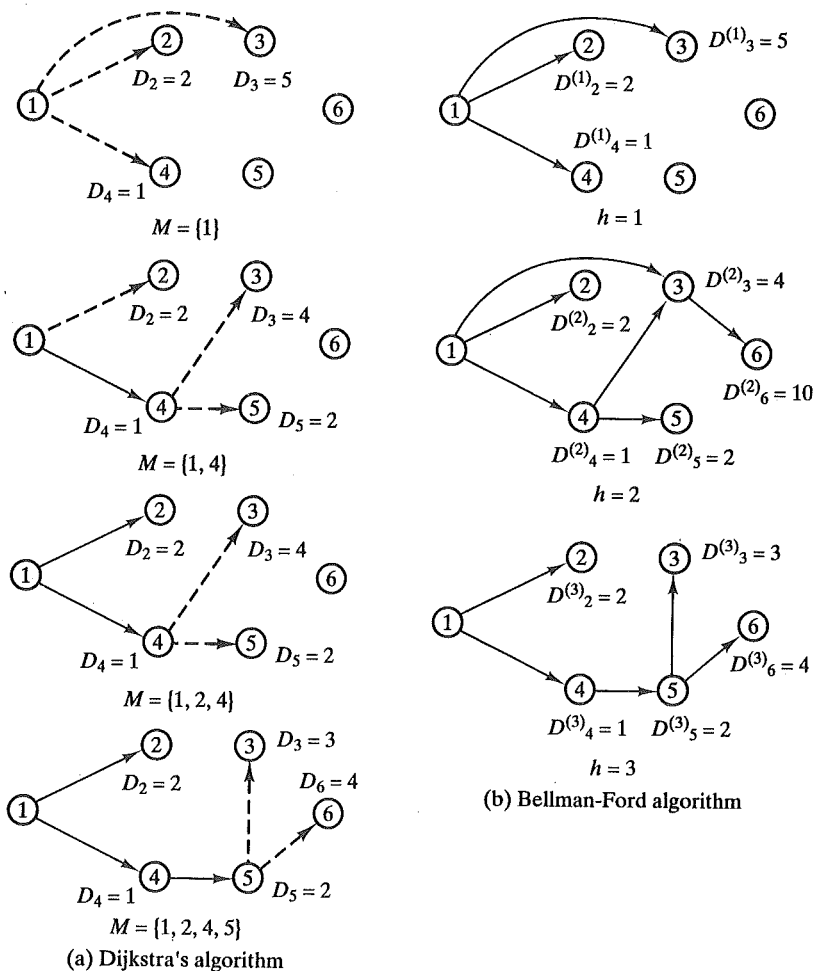 2
3
D₂ = 2
D₃ = 5
1
6
D₄ = 1
4
5
M = {1}
2
3
D₂ = 2
D₃ = 4
1
6
D₄ = 1
4
5
D₅ = 2
M = {1, 4}
2
3
D₂ = 2
D₃ = 4
1
6
D₄ = 1
4
5
D₅ = 2
M = {1, 2, 4}
2
3
D₃ = 3
D₂ = 2
D₆ = 4
1
6
D₄ = 1
4
5
D₅ = 2
M = {1, 2, 4, 5}
(a) Dijkstra's algorithm
2
3
D⁽¹⁾₃ = 5
D⁽¹⁾₂ = 2
1
6
D⁽¹⁾₄ = 1
4
5
h = 1
2
3
D⁽²⁾₃ = 4
D⁽²⁾₂ = 2
1
6
D⁽²⁾₆ = 10
4
5
D⁽²⁾₄ = 1
D⁽²⁾₅ = 2
h = 2
2
3
D⁽³⁾₃ = 3
D⁽³⁾₂ = 2
1
6
D⁽³⁾₆ = 4
4
5
D⁽³⁾₄ = 1
D⁽³⁾₅ = 2
h = 3
(b) Bellman-Ford algorithm